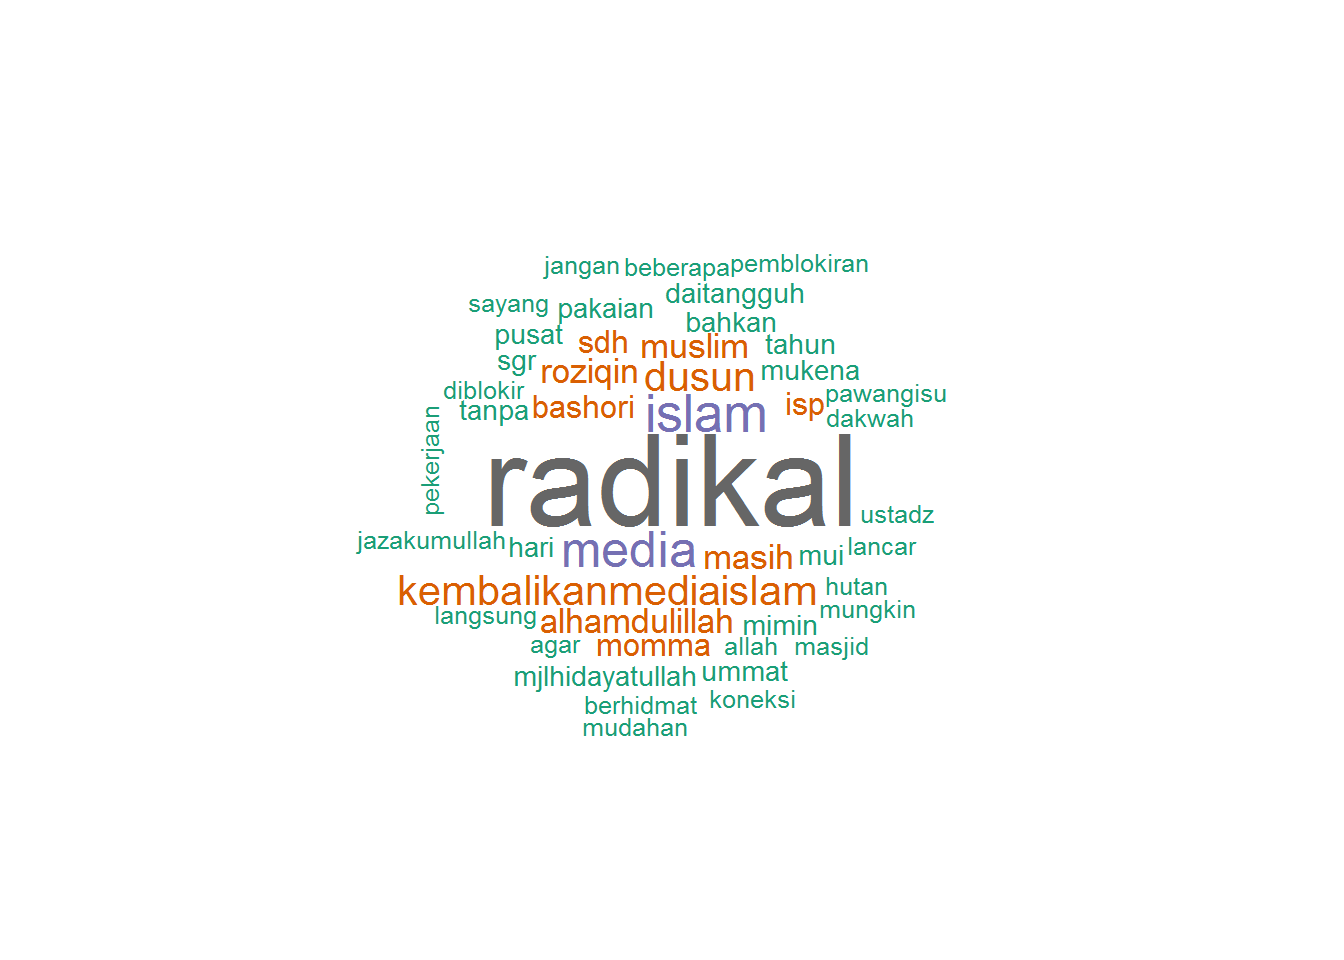 jangan beberapa pemblokiran
sayang pakaian daitangguh
pusat sdh muslim bahkan tahun
sgr roziqin dusun mukena
diblokir tanpa bashori islam isp pawangisu
dakwah
pekerjaan
radikal
ustadz
jazakumullah hari media masih mui lancar
kembalikanmediaislam hutan
langsung alhamdulillah mimin mungkin
agar momma allah masjid
mjlhidayatullah ummat
berhidmat koneksi
mudahan